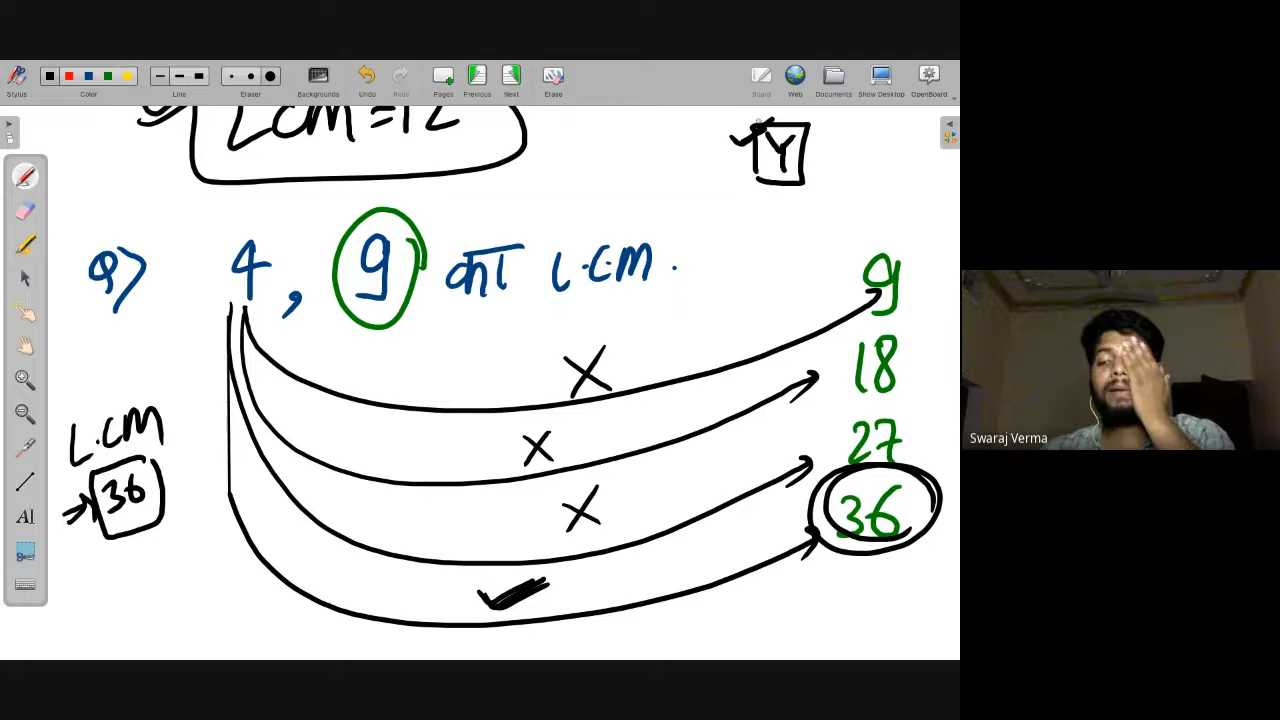 Stylus Color Line Eraser Backgrounds Undo Redo Pages Previous Next Erase Board Web Documents Show Desktop OpenBoard
LCM=12
Y
Q) 4, 9 का L.C.M.
9
18
27
36
L.CM
36
Swaraj Verma